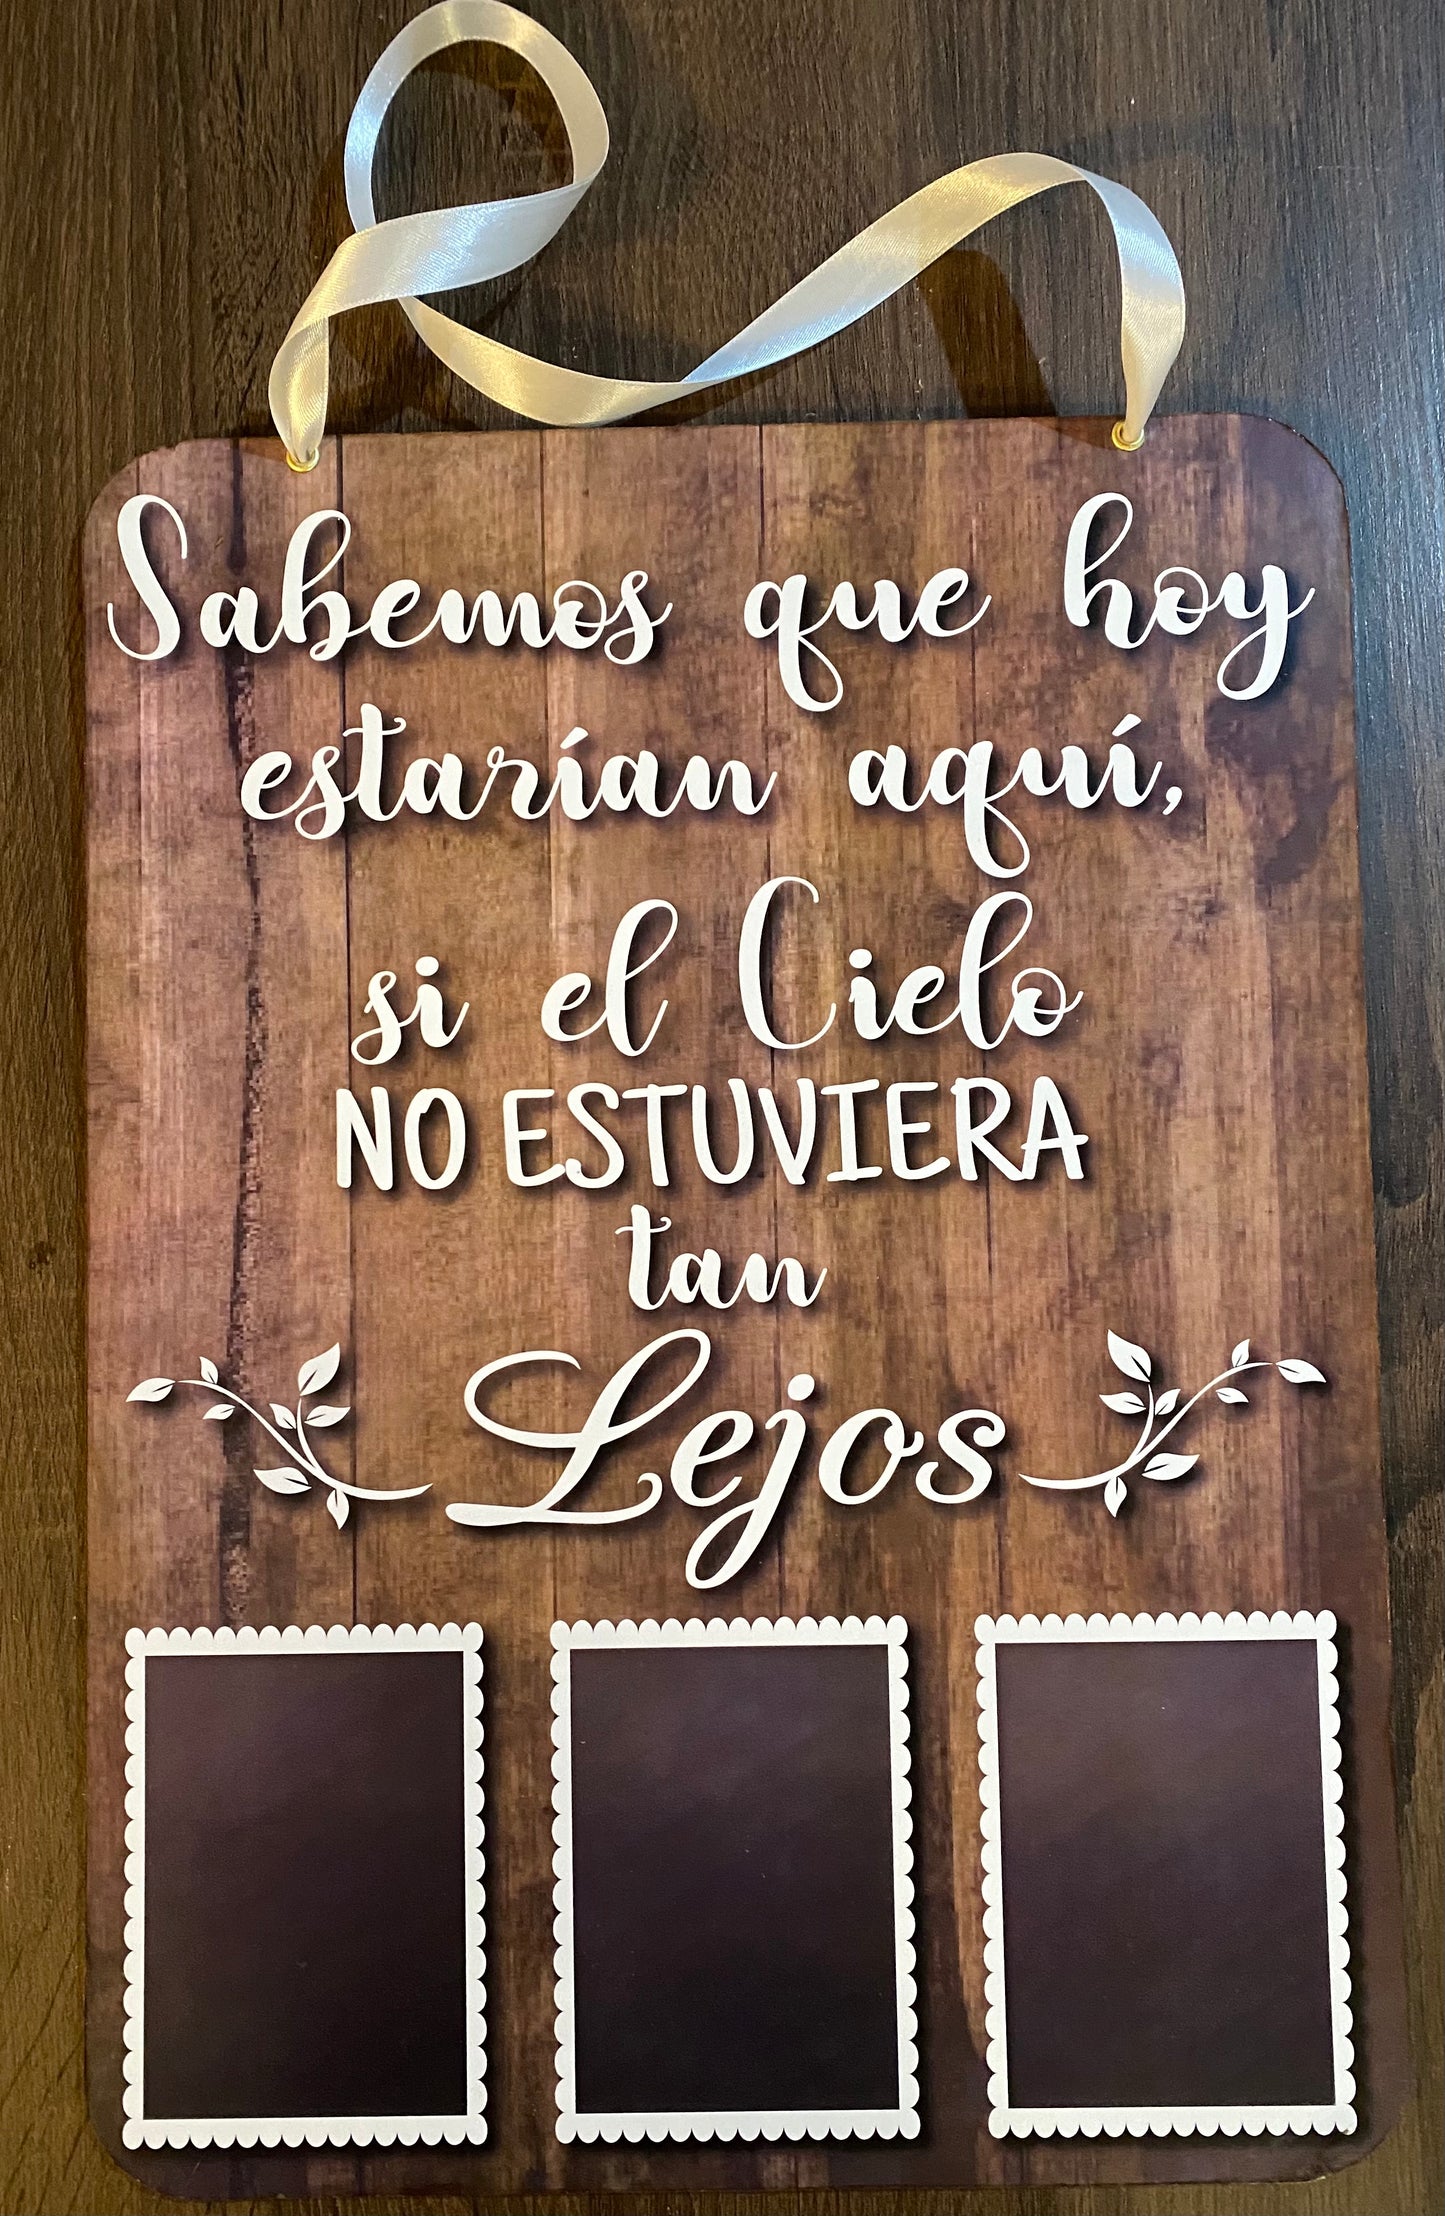 Sabemos que hoy
estarían aquí,
si el Cielo
NO ESTUVIERA
tan
Lejos